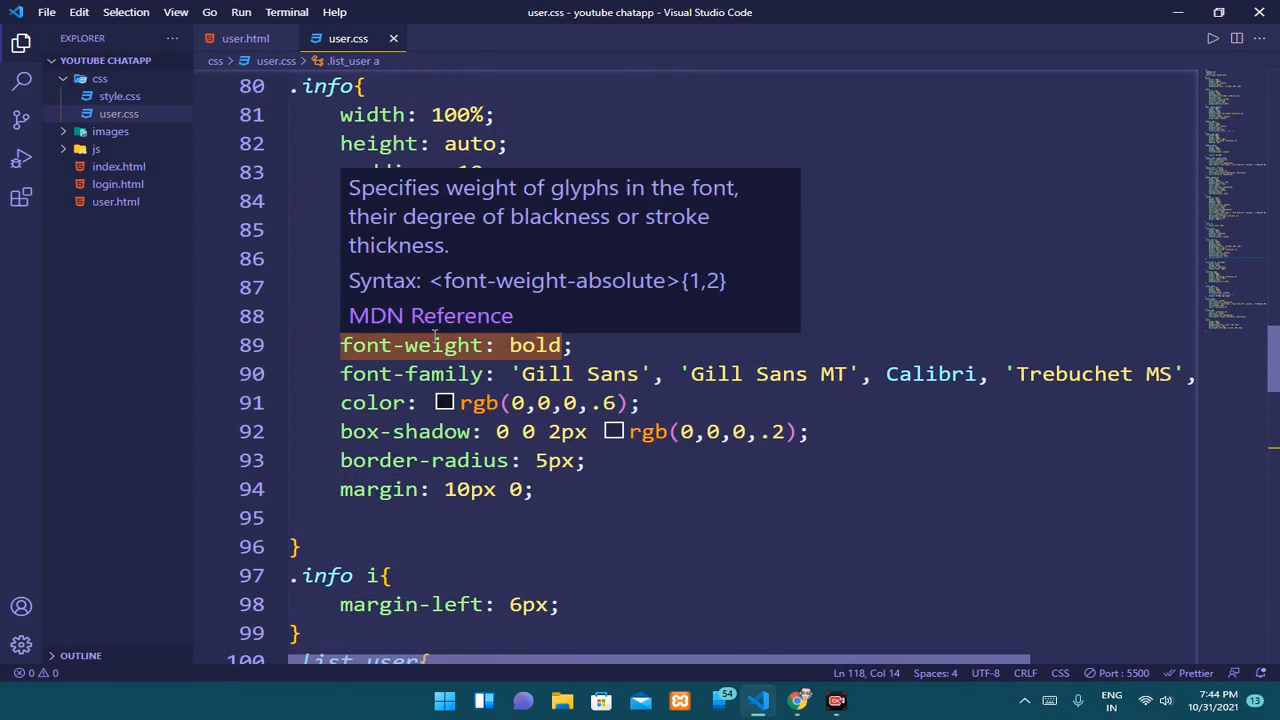 File Edit Selection View Go Run Terminal Help
user.css - youtube chatapp - Visual Studio Code
EXPLORER
user.html
user.css
YOUTUBE CHATAPP
css > user.css > .list_user a
css
style.css
user.css
images
js
index.html
login.html
user.html
80 .info{
81 width: 100%;
82 height: auto;
83
84
85
86
87
88
Specifies weight of glyphs in the font,
their degree of blackness or stroke
thickness.
Syntax: <font-weight-absolute>{1,2}
MDN Reference
89 font-weight: bold;
90 font-family: 'Gill Sans', 'Gill Sans MT', Calibri, 'Trebuchet MS',
91 color: rgb(0,0,0,.6);
92 box-shadow: 0 0 2px rgb(0,0,0,.2);
93 border-radius: 5px;
94 margin: 10px 0;
95
96 }
97 .info i{
98 margin-left: 6px;
99 }
100 .list_user{
OUTLINE
0 0
Ln 118, Col 14 Spaces: 4 UTF-8 CRLF CSS Port : 5500 Prettier
54
ENG
IN
7:44 PM
10/31/2021
13